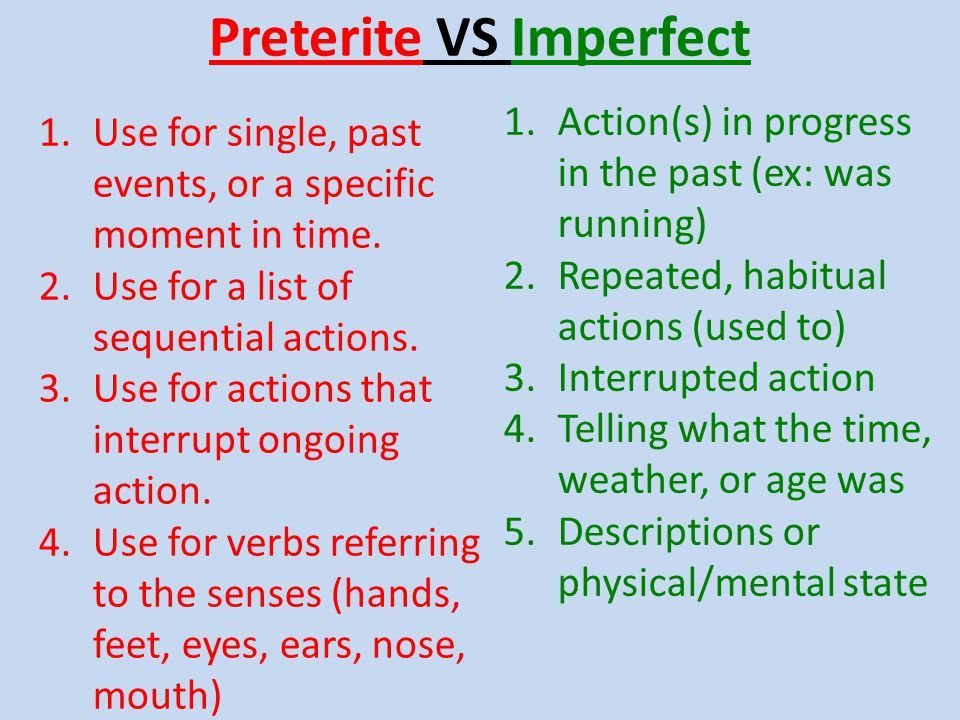 Preterite VS Imperfect
1. Use for single, past
events, or a specific
moment in time.
2. Use for a list of
sequential actions.
3. Use for actions that
interrupt ongoing
action.
4. Use for verbs referring
to the senses (hands,
feet, eyes, ears, nose,
mouth)
1. Action(s) in progress
in the past (ex: was
running)
2. Repeated, habitual
actions (used to)
3. Interrupted action
4. Telling what the time,
weather, or age was
5. Descriptions or
physical/mental state